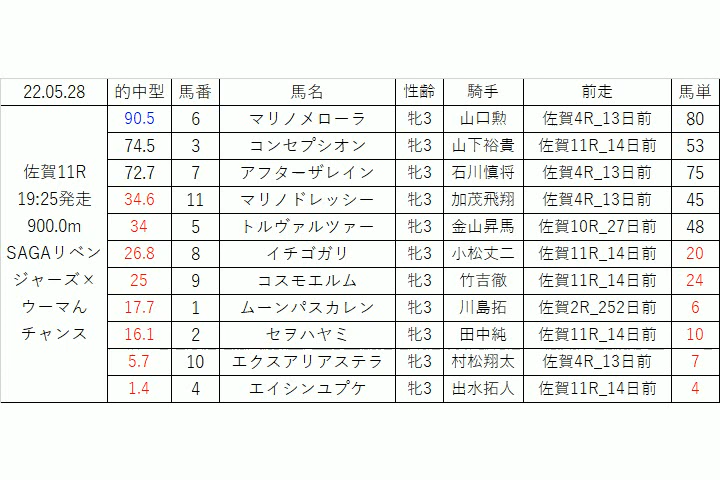 22.05.28 的中型 馬番 馬名 性齢 騎手 前走 馬単
90.5 6 マリノメローラ 牝3 山口勲 佐賀4R_13日前 80
74.5 3 コンセプシオン 牝3 山下裕貴 佐賀11R_14日前 53
72.7 7 アフターザレイン 牝3 石川慎将 佐賀4R_13日前 75
34.6 11 マリノドレッシー 牝3 加茂飛翔 佐賀4R_13日前 45
34 5 トルヴァルツァー 牝3 金山昇馬 佐賀10R_27日前 48
26.8 8 イチゴガリ 牝3 小松丈二 佐賀11R_14日前 20
25 9 コスモエルム 牝3 竹吉徹 佐賀11R_14日前 24
17.7 1 ムーンパスカレン 牝3 川島拓 佐賀2R_252日前 6
16.1 2 セヲハヤミ 牝3 田中純 佐賀11R_14日前 10
5.7 10 エクスアリアステラ 牝3 村松翔太 佐賀4R_13日前 7
1.4 4 エイシンユプケ 牝3 出水拓人 佐賀11R_14日前 4
佐賀11R
19:25発走
900.0m
SAGAリベン
ジャーズ×
ウーマん
チャンス